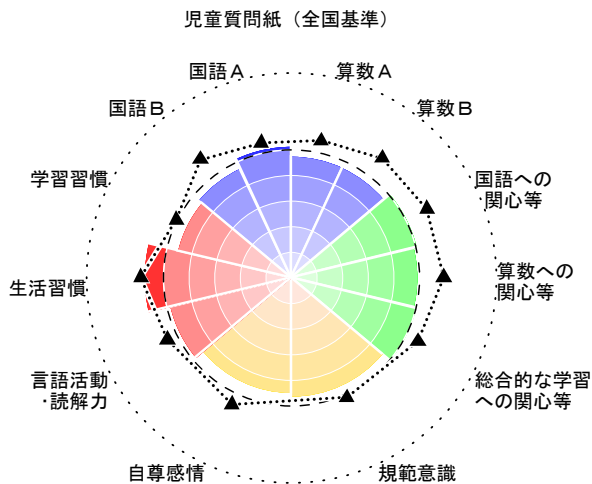 児童質問紙（全国基準）
国語Ａ
算数Ａ
国語Ｂ
算数Ｂ
学習習慣
国語への
関心等
生活習慣
算数への
関心等
言語活動
・読解力
総合的な学習
への関心等
自尊感情
規範意識